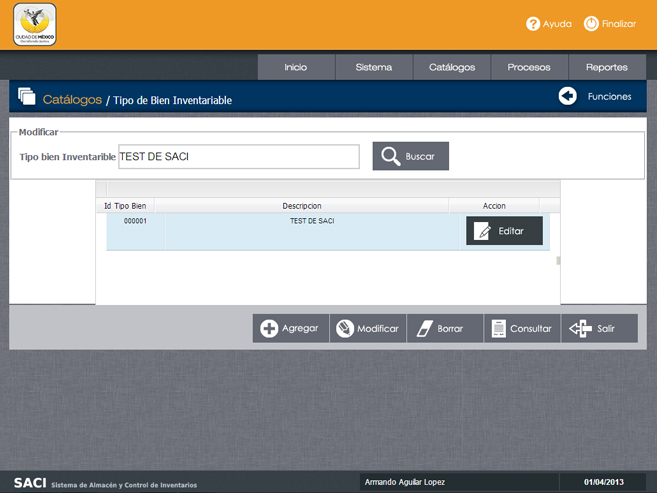 CIUDAD DE MÉXICO
Ayuda
Finalizar
Inicio
Sistema
Catálogos
Procesos
Reportes
Catálogos / Tipo de Bien Inventariable
Funciones
Modificar
Tipo bien Inventarible TEST DE SACI
Buscar
Id Tipo Bien Descripcion Accion
000001 TEST DE SACI Editar
Agregar
Modificar
Borrar
Consultar
Salir
SACI Sistema de Almacén y Control de Inventarios
Armando Aguilar Lopez
01/04/2013